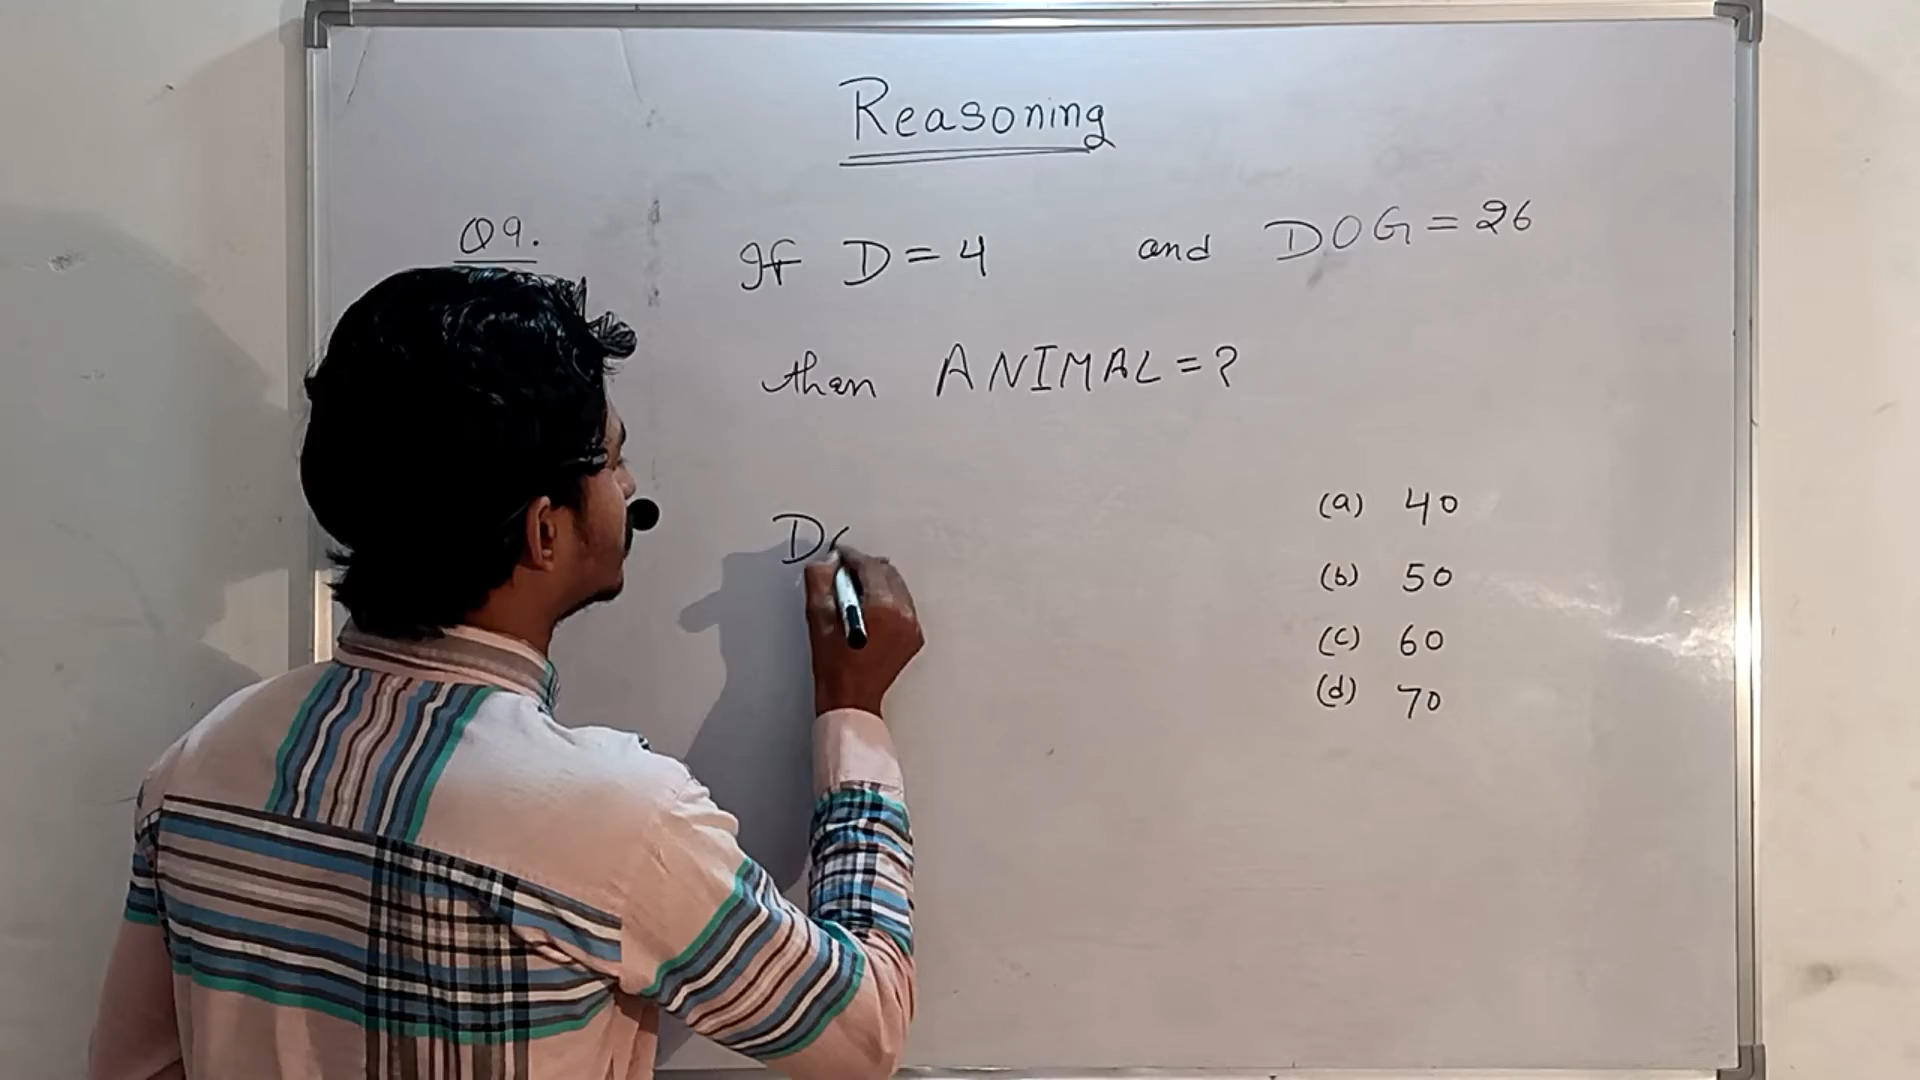 Reasoning
Q9.
If D = 4 and DOG = 26
then ANIMAL = ?
(a) 40
(b) 50
(c) 60
(d) 70
D